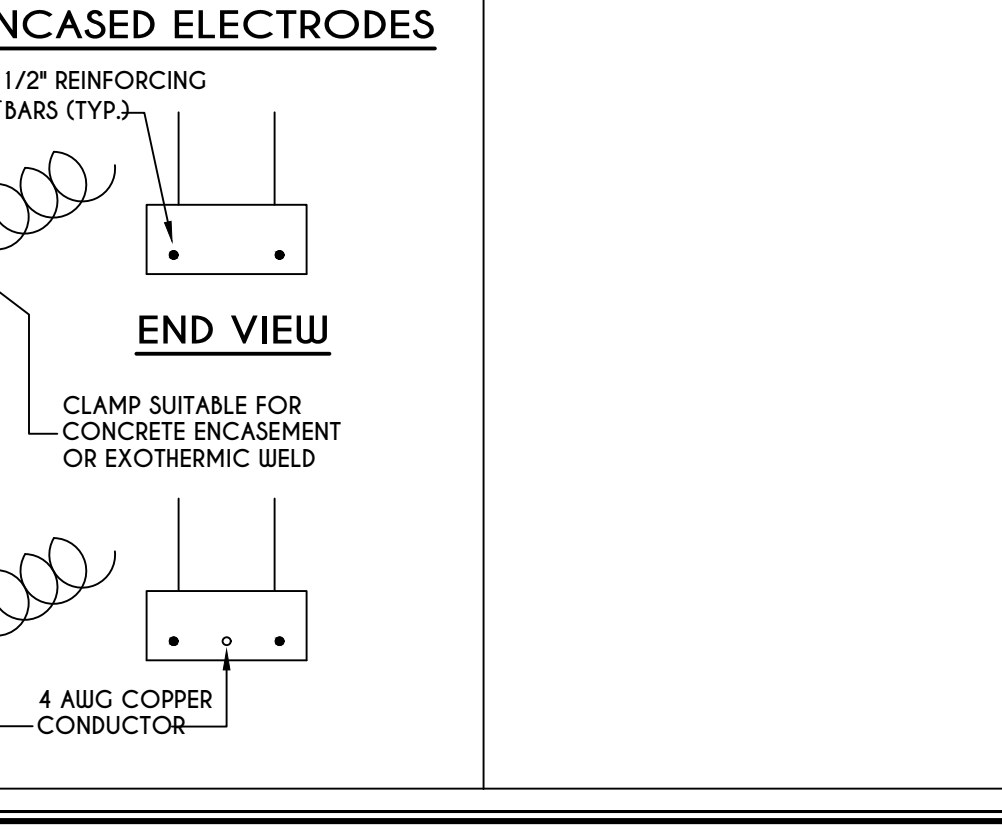 NCASED ELECTRODES
1/2" REINFORCING
BARS (TYP.)
END VIEW
CLAMP SUITABLE FOR
CONCRETE ENCASEMENT
OR EXOTHERMIC WELD
4 AWG COPPER
CONDUCTOR